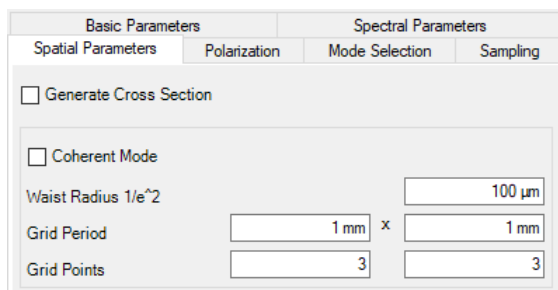 Basic Parameters Spectral Parameters
Spatial Parameters Polarization Mode Selection Sampling
Generate Cross Section
Coherent Mode
Waist Radius 1/e^2 100 µm
Grid Period 1 mm x 1 mm
Grid Points 3 3